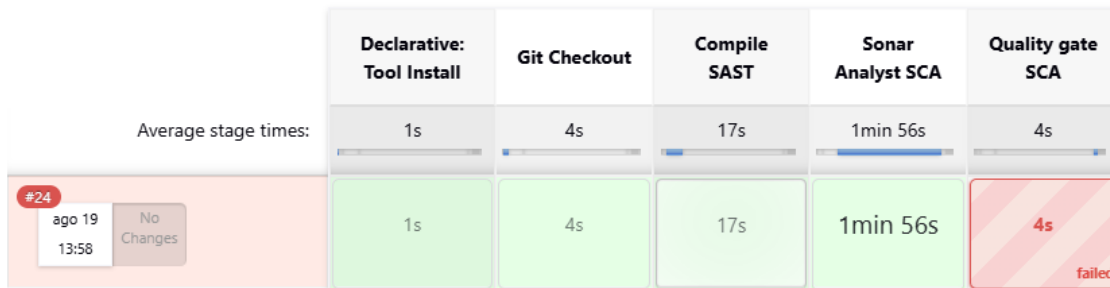 Declarative:
Tool Install
Git Checkout
Compile
SAST
Sonar
Analyst SCA
Quality gate
SCA
Average stage times:
1s
4s
17s
1min 56s
4s
#24
ago 19
13:58
No
Changes
1s
4s
17s
1min 56s
4s
failed